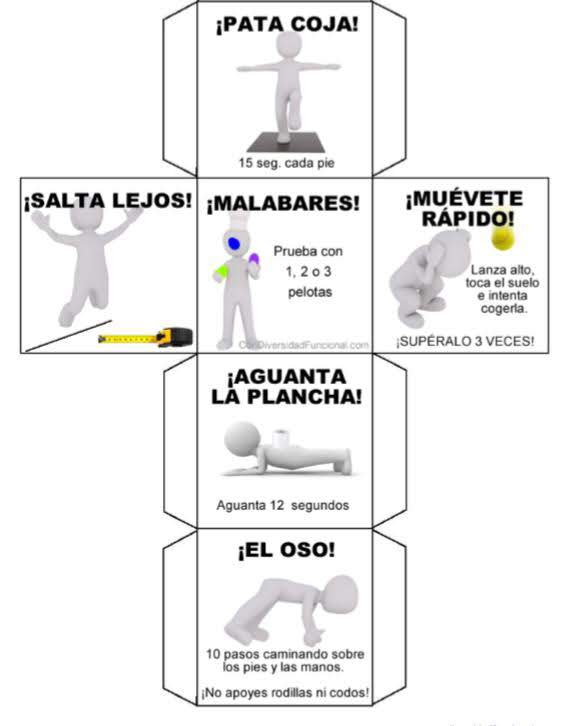 ¡PATA COJA!
15 seg. cada pie
¡SALTA LEJOS!
¡MALABARES!
Prueba con
1, 2 o 3
pelotas
ConDiversidadFuncional.com
¡MUÉVETE
RÁPIDO!
Lanza alto,
toca el suelo
e intenta
cogerla.
¡SUPÉRALO 3 VECES!
¡AGUANTA
LA PLANCHA!
Aguanta 12 segundos
¡EL OSO!
10 pasos caminando sobre
los pies y las manos.
¡No apoyes rodillas ni codos!